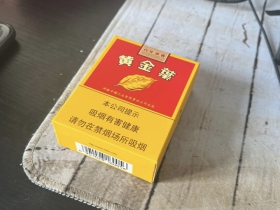 黄金葉
本公司提示
吸烟有害健康
请勿在禁烟场所吸烟